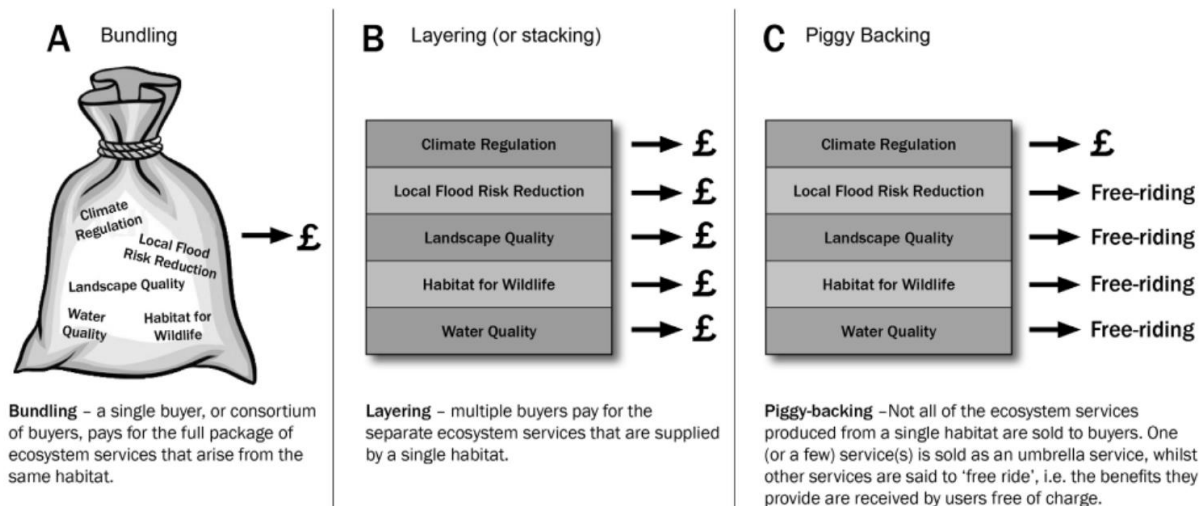 A Bundling
Climate
Regulation
Local Flood
Risk Reduction
Landscape Quality
Water
Quality
Habitat for
Wildlife
£
Bundling – a single buyer, or consortium
of buyers, pays for the full package of
ecosystem services that arise from the
same habitat.
B Layering (or stacking)
Climate Regulation £
Local Flood Risk Reduction £
Landscape Quality £
Habitat for Wildlife £
Water Quality £
Layering – multiple buyers pay for the
separate ecosystem services that are supplied
by a single habitat.
C Piggy Backing
Climate Regulation £
Local Flood Risk Reduction Free-riding
Landscape Quality Free-riding
Habitat for Wildlife Free-riding
Water Quality Free-riding
Piggy-backing –Not all of the ecosystem services
produced from a single habitat are sold to buyers. One
(or a few) service(s) is sold as an umbrella service, whilst
other services are said to ‘free ride’, i.e. the benefits they
provide are received by users free of charge.